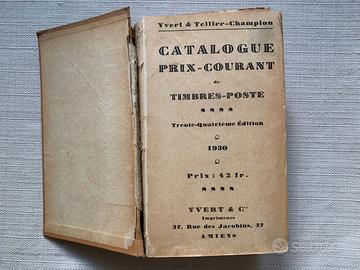 Yvert & Tellier-Champion
CATALOGUE
PRIX-COURANT
de
TIMBRES-POSTE
Trente-Quatrième Édition
1930
Prix : 42 fr.
YVERT & Cie
Imprimeurs
37, Rue des Jacobins, 37
AMIENS
subito